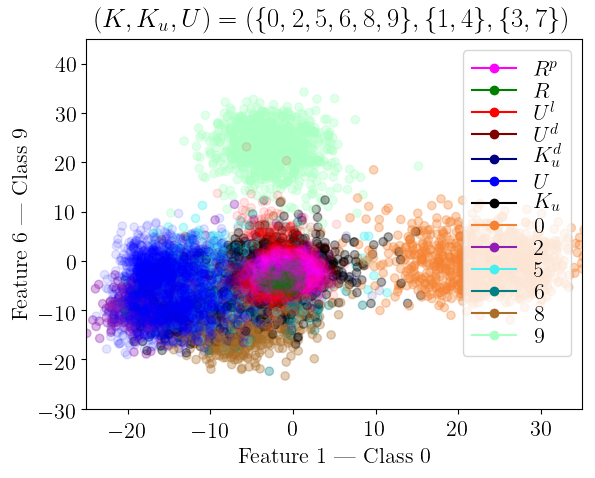 (K, K_u, U) = ({0, 2, 5, 6, 8, 9}, {1, 4}, {3, 7})
40
30
20
10
0
−10
−20
−30
Feature 6 — Class 9
−20 −10 0 10 20 30
Feature 1 — Class 0
R^p
R
U^l
U^d
K_u^d
U
K_u
0
2
5
6
8
9